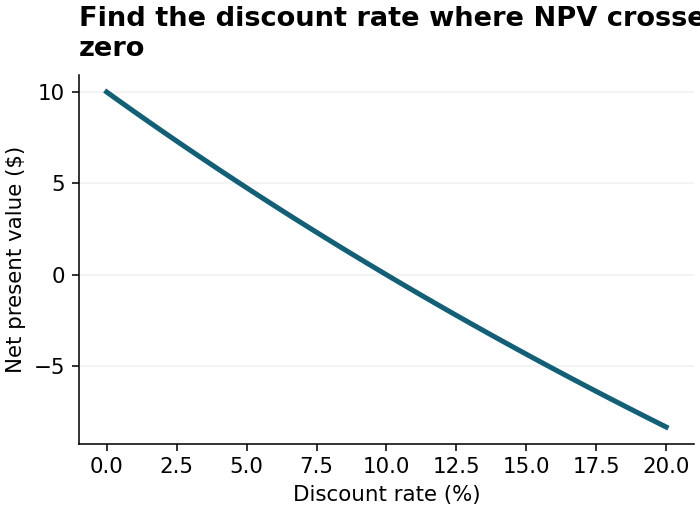 Find the discount rate where NPV crosse
zero
Net present value ($)
10
5
0
−5
0.0 2.5 5.0 7.5 10.0 12.5 15.0 17.5 20.0
Discount rate (%)